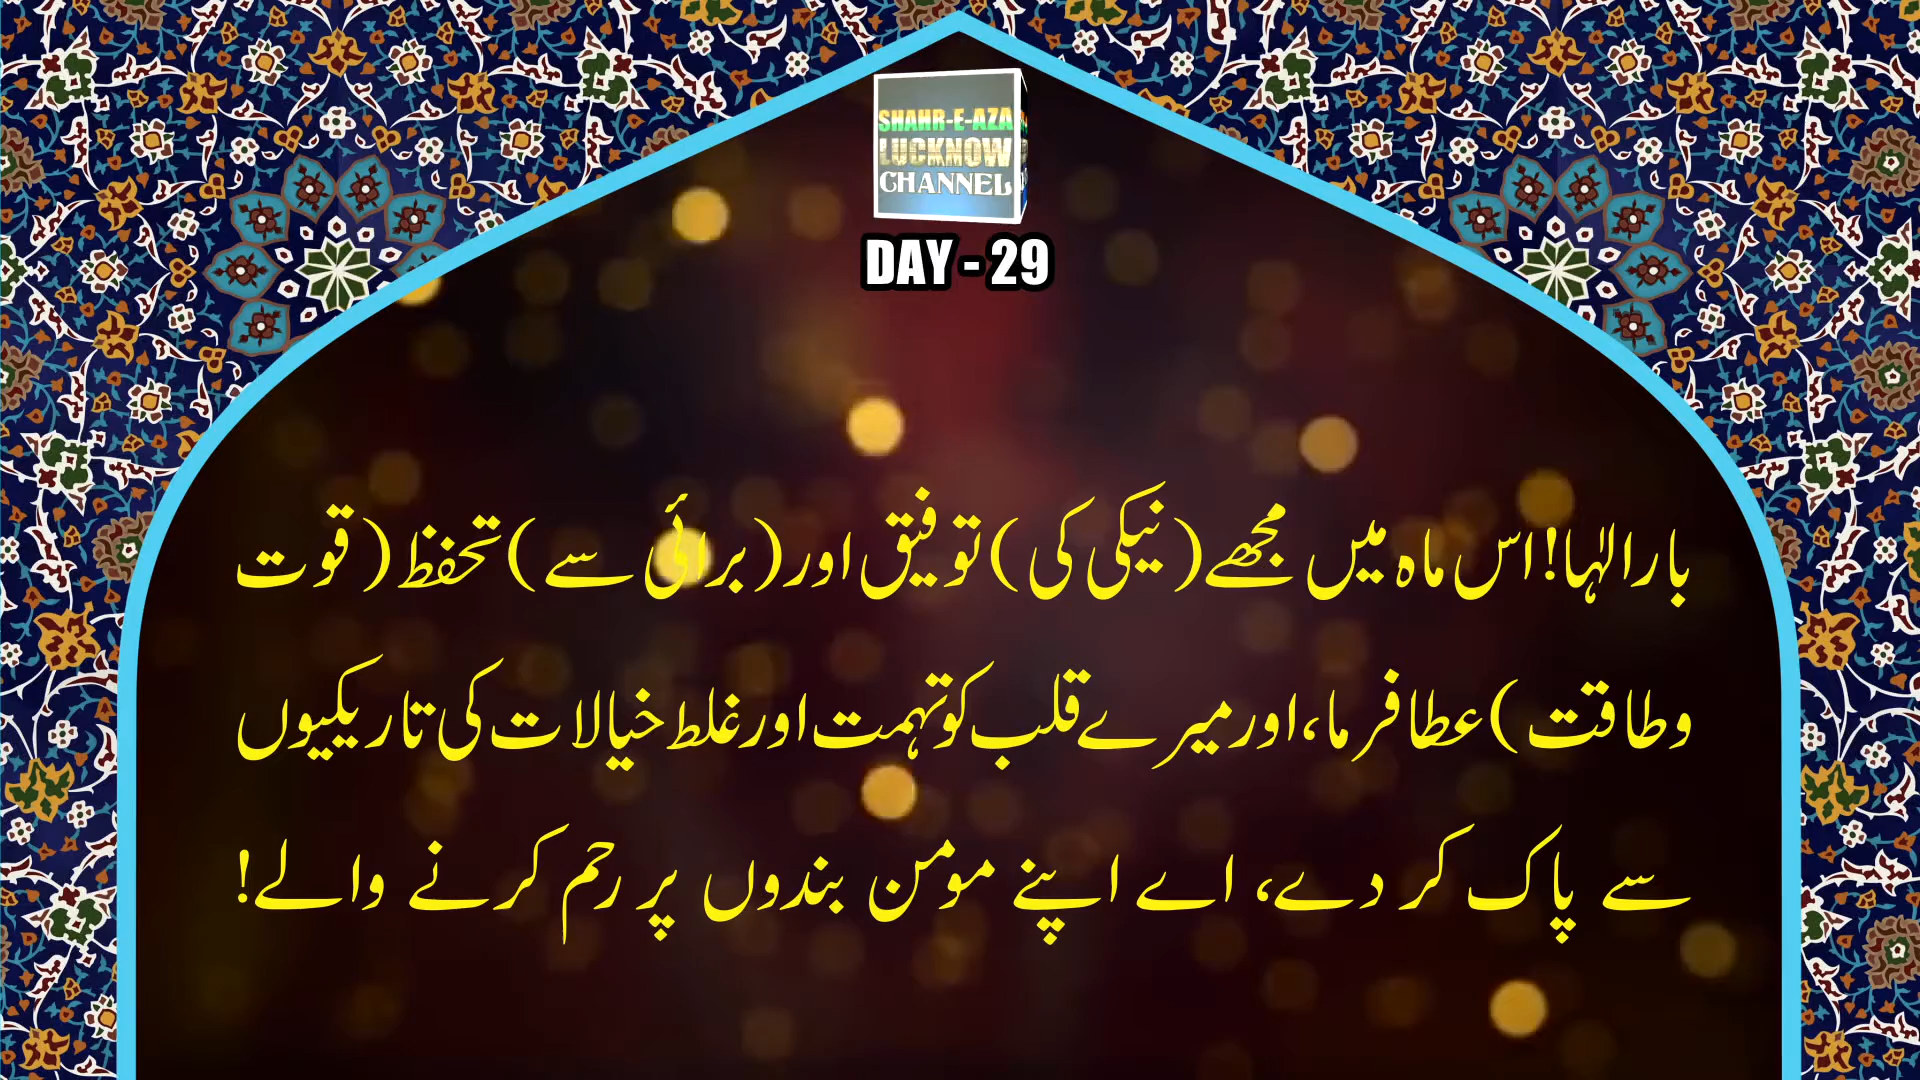 SHAHR-E-AZA
LUCKNOW
CHANNEL
DAY - 29
بارالٰہا! اس ماہ میں مجھے (نیکی کی) توفیق اور (برائی سے) تحفظ (قوت
وطاقت) عطا فرما، اور میرے قلب کو تہمت اور غلط خیالات کی تاریکیوں
سے پاک کر دے، اے اپنے مومن بندوں پر رحم کرنے والے!